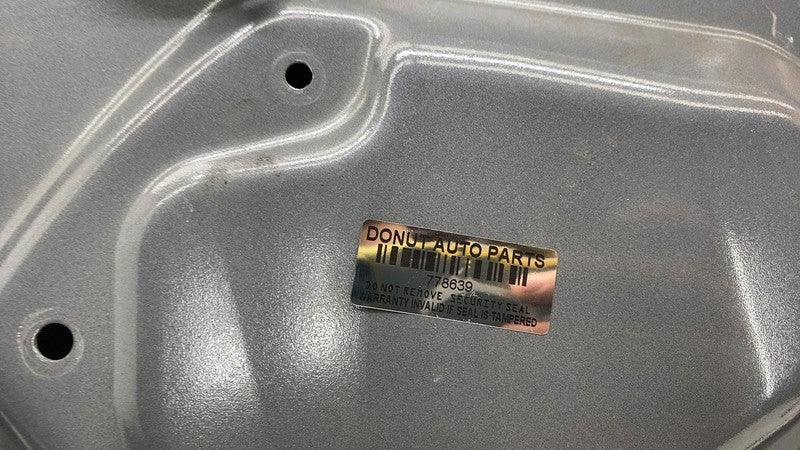 DONUT AUTO PARTS
778639
DO NOT REMOVE SECURITY SEAL
WARRANTY INVALID IF SEAL IS TAMPERED